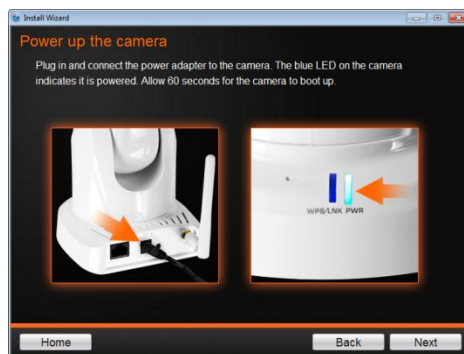 Install Wizard
Power up the camera
Plug in and connect the power adapter to the camera. The blue LED on the camera
indicates it is powered. Allow 60 seconds for the camera to boot up.
WPS/LNK PWR
Home
Back
Next